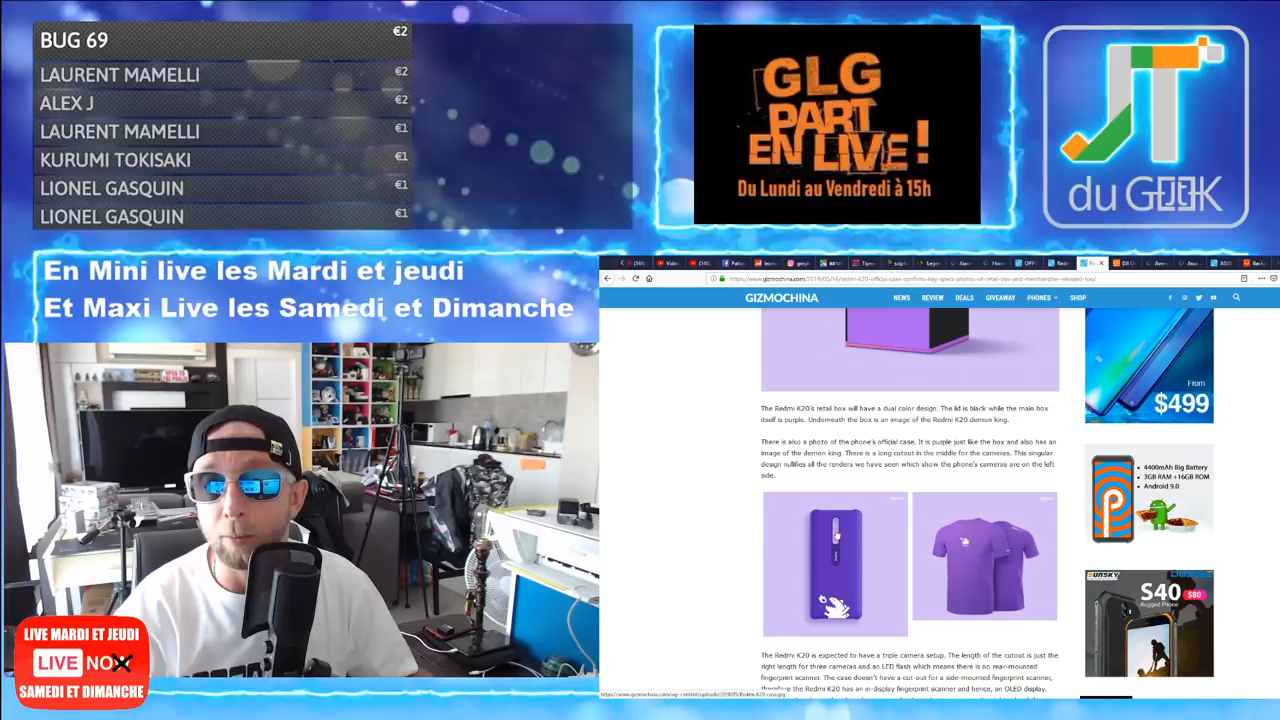 BUG 69 €2
LAURENT MAMELLI €2
ALEX J €2
LAURENT MAMELLI €1
KURUMI TOKISAKI €1
LIONEL GASQUIN €1
LIONEL GASQUIN €1
GLG
PART
EN LIVE !
Du Lundi au Vendredi à 15h
JT
du GEEK
En Mini live les Mardi et jeudi
Et Maxi Live les Samedi et Dimanche
GIZMOCHINA
NEWS REVIEW DEALS GIVEAWAY PHONES SHOP
From
$499
The Redmi K20's retail box will have a dual color design. The lid is black while the main box
itself is purple. Underneath the box is an image of the Redmi K20 demon king.
There is also a photo of the phone's official case. It is purple just like the box and also has an
image of the demon king. There is a long cutout in the middle for the cameras. This singular
design nullifies all the renders we have seen which show the phone's cameras are on the left
side.
4400mAh Big Battery
3GB RAM +16GB ROM
Android 9.0
SUNSKY
S40 $80
Rugged Phone
The Redmi K20 is expected to have a triple camera setup. The length of the cutout is just the
right length for three cameras and an LED flash which means there is no rear-mounted
fingerprint scanner. The case doesn't have a cut-out for a side-mounted fingerprint scanner,
therefore the Redmi K20 has an in-display fingerprint scanner and hence, an OLED display.
LIVE MARDI ET JEUDI
LIVE NOX
SAMEDI ET DIMANCHE